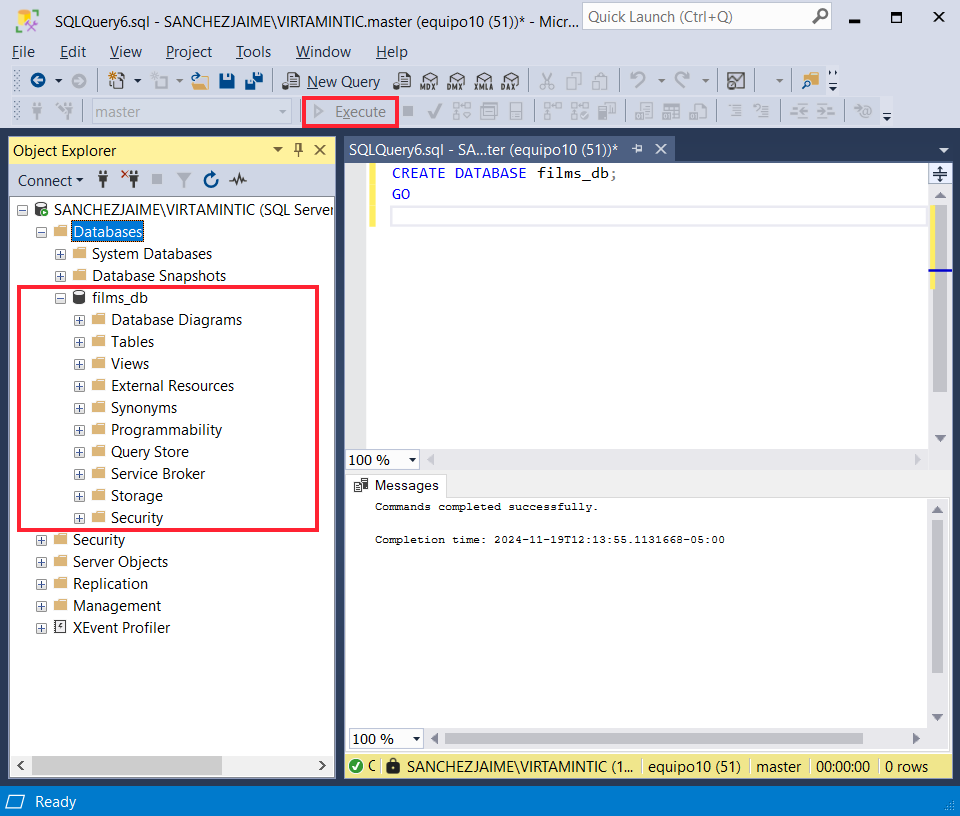 SQLQuery6.sql - SANCHEZJAIME\VIRTAMINTIC.master (equipo10 (51))* - Micr...
Quick Launch (Ctrl+Q)
File Edit View Project Tools Window Help
New Query MDX DMX XMLA DAX
master Execute
Object Explorer
Connect
SANCHEZJAIME\VIRTAMINTIC (SQL Server
Databases
System Databases
Database Snapshots
films_db
Database Diagrams
Tables
Views
External Resources
Synonyms
Programmability
Query Store
Service Broker
Storage
Security
Security
Server Objects
Replication
Management
XEvent Profiler
SQLQuery6.sql - SA...ter (equipo10 (51))*
CREATE DATABASE films_db;
GO
100 %
Messages
Commands completed successfully.
Completion time: 2024-11-19T12:13:55.1131668-05:00
100 %
C SANCHEZJAIME\VIRTAMINTIC (1... equipo10 (51) master 00:00:00 0 rows
Ready